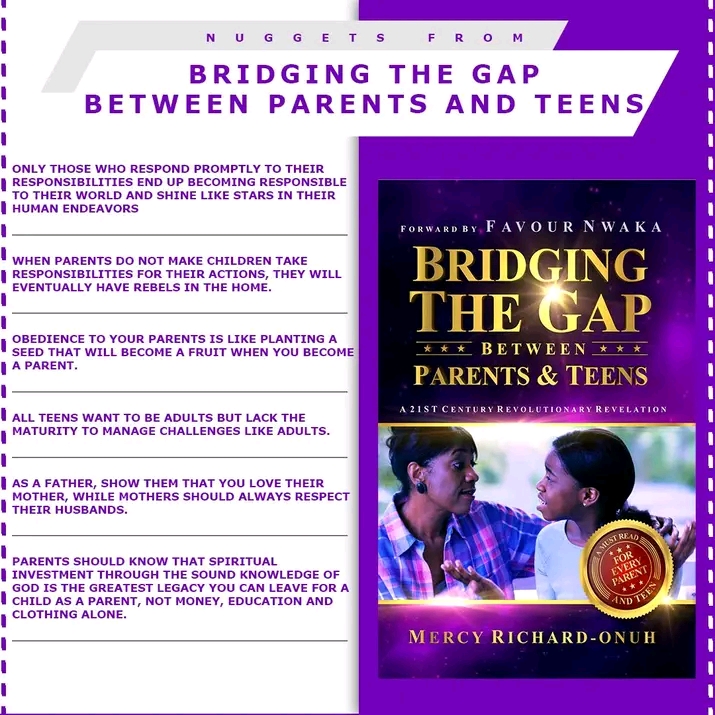 NUGGETS FROM
BRIDGING THE GAP
BETWEEN PARENTS AND TEENS
ONLY THOSE WHO RESPOND PROMPTLY TO THEIR
RESPONSIBILITIES END UP BECOMING RESPONSIBLE
TO THEIR WORLD AND SHINE LIKE STARS IN THEIR
HUMAN ENDEAVORS
WHEN PARENTS DO NOT MAKE CHILDREN TAKE
RESPONSIBILITIES FOR THEIR ACTIONS, THEY WILL
EVENTUALLY HAVE REBELS IN THE HOME.
OBEDIENCE TO YOUR PARENTS IS LIKE PLANTING A
SEED THAT WILL BECOME A FRUIT WHEN YOU BECOME
A PARENT.
ALL TEENS WANT TO BE ADULTS BUT LACK THE
MATURITY TO MANAGE CHALLENGES LIKE ADULTS.
AS A FATHER, SHOW THEM THAT YOU LOVE THEIR
MOTHER, WHILE MOTHERS SHOULD ALWAYS RESPECT
THEIR HUSBANDS.
PARENTS SHOULD KNOW THAT SPIRITUAL
INVESTMENT THROUGH THE SOUND KNOWLEDGE OF
GOD IS THE GREATEST LEGACY YOU CAN LEAVE FOR A
CHILD AS A PARENT, NOT MONEY, EDUCATION AND
CLOTHING ALONE.
FORWARD BY FAVOUR NWAKA
BRIDGING
THE GAP
BETWEEN
PARENTS & TEENS
A 21ST CENTURY REVOLUTIONARY REVELATION
A MUST READ
FOR
EVERY
PARENT
AND TEEN
MERCY RICHARD-ONUH